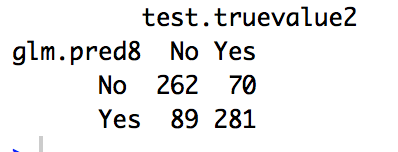 test.truevalue2
glm.pred8 No Yes
No 262 70
Yes 89 281
>